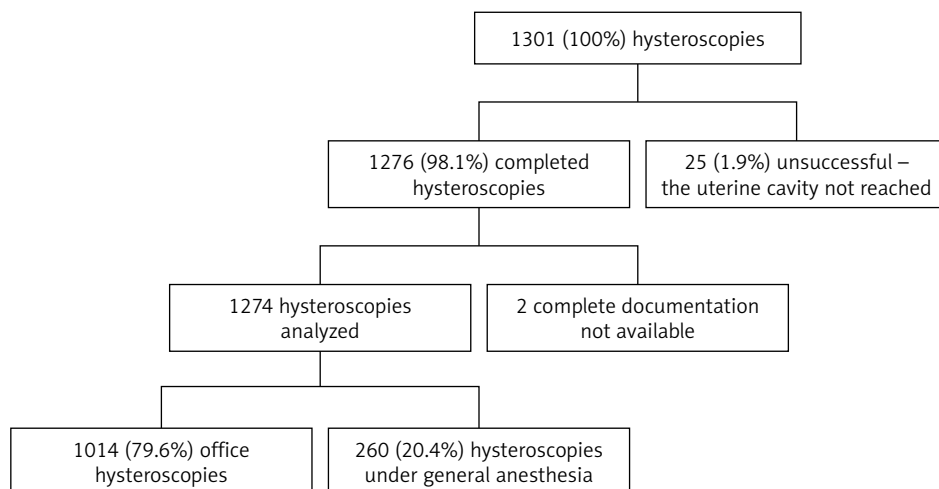 1301 (100%) hysteroscopies
1276 (98.1%) completed
hysteroscopies
25 (1.9%) unsuccessful –
the uterine cavity not reached
1274 hysteroscopies
analyzed
2 complete documentation
not available
1014 (79.6%) office
hysteroscopies
260 (20.4%) hysteroscopies
under general anesthesia